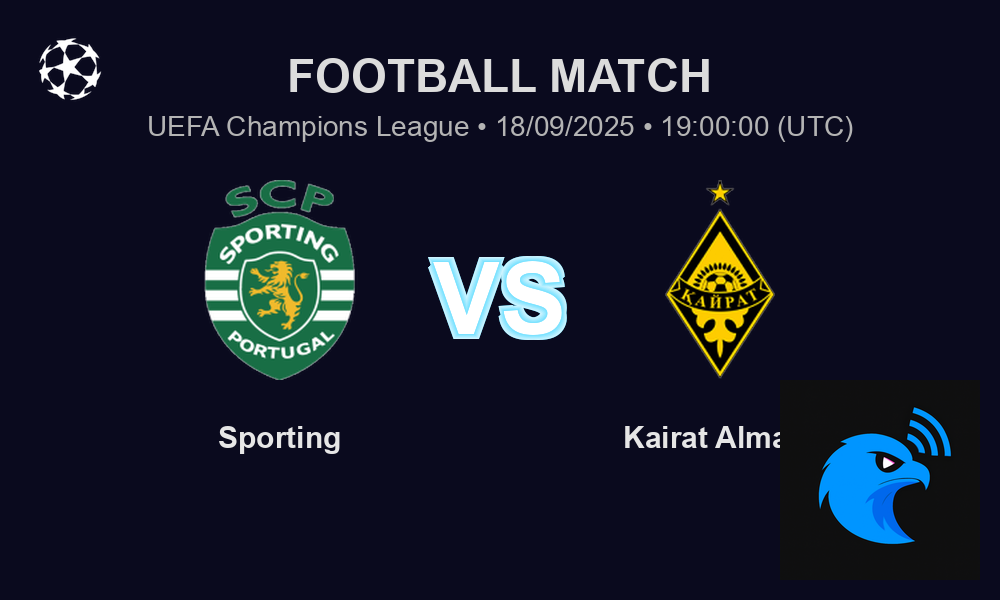 FOOTBALL MATCH
UEFA Champions League • 18/09/2025 • 19:00:00 (UTC)
SCP
SPORTING
PORTUGAL
VS
КАЙРАТ
Sporting
Kairat Alma